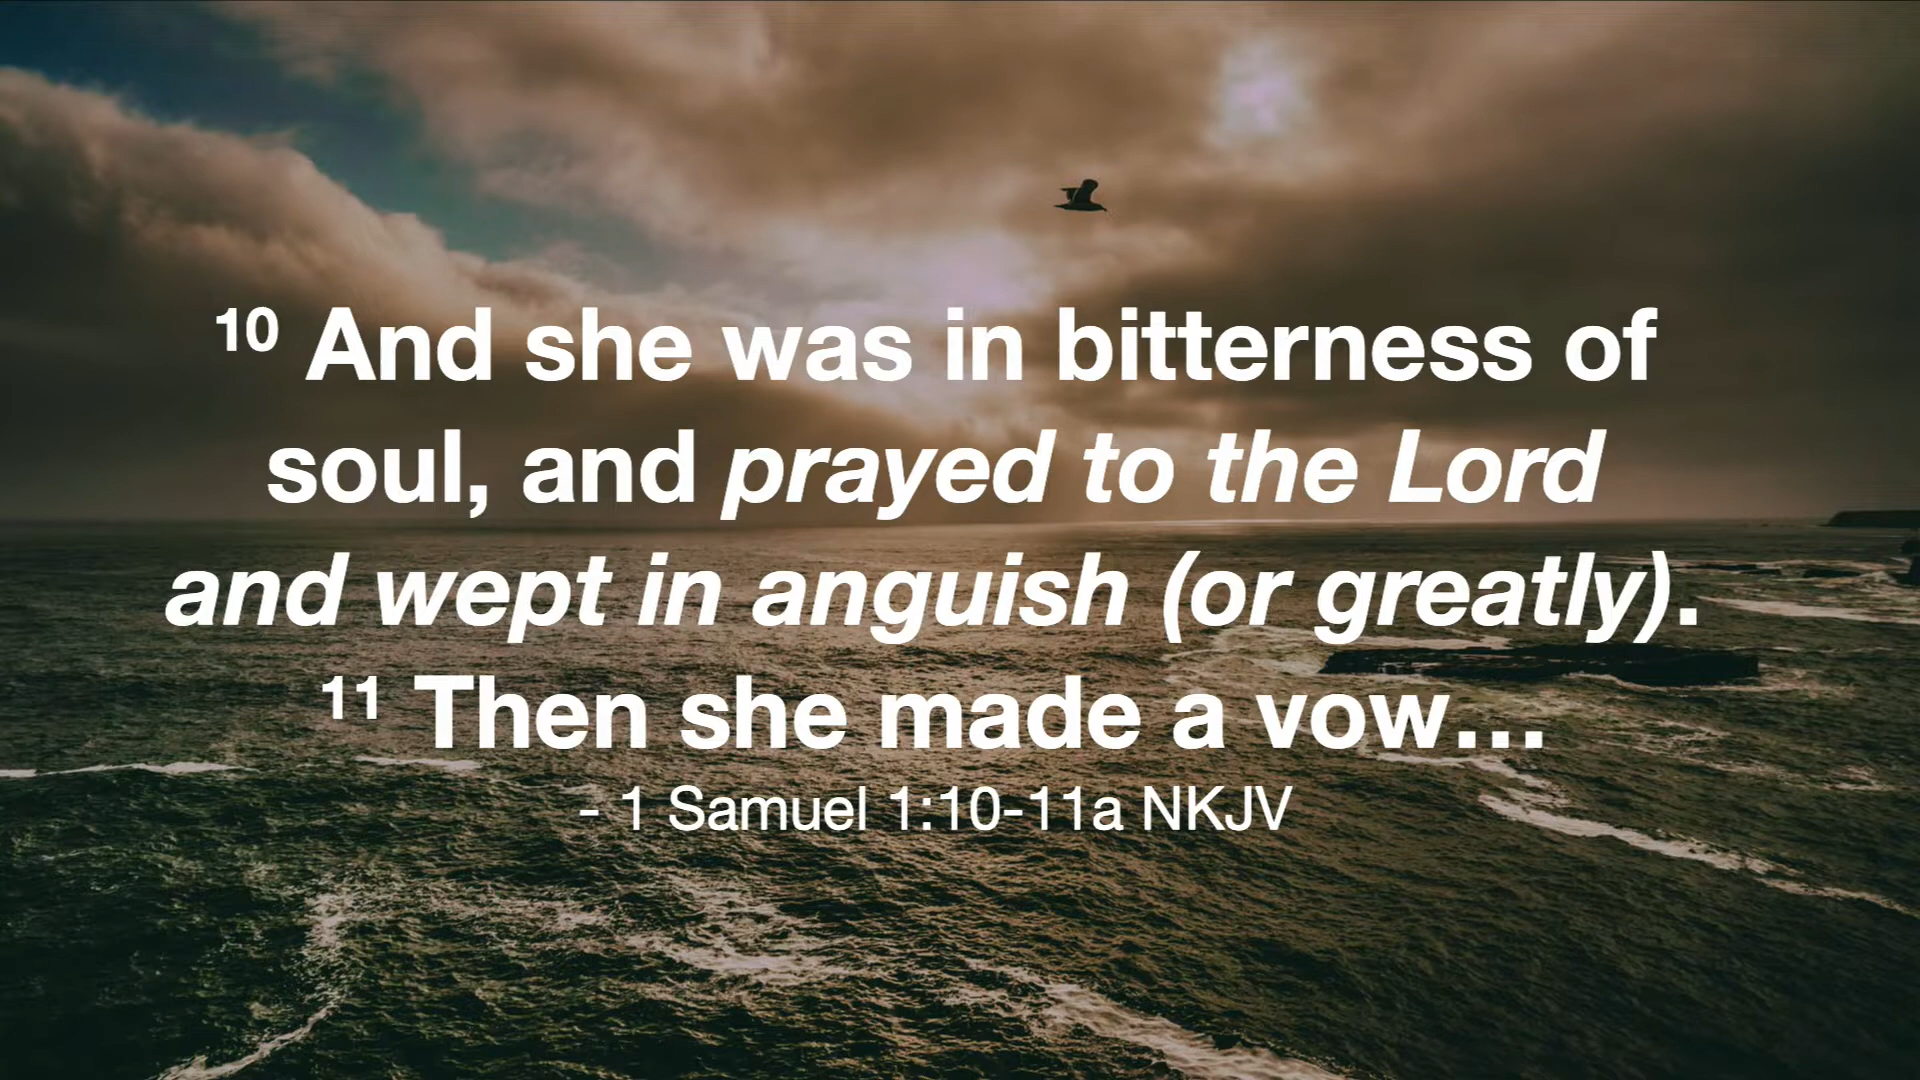 10 And she was in bitterness of
soul, and prayed to the Lord
and wept in anguish (or greatly).
11 Then she made a vow...
- 1 Samuel 1:10-11a NKJV